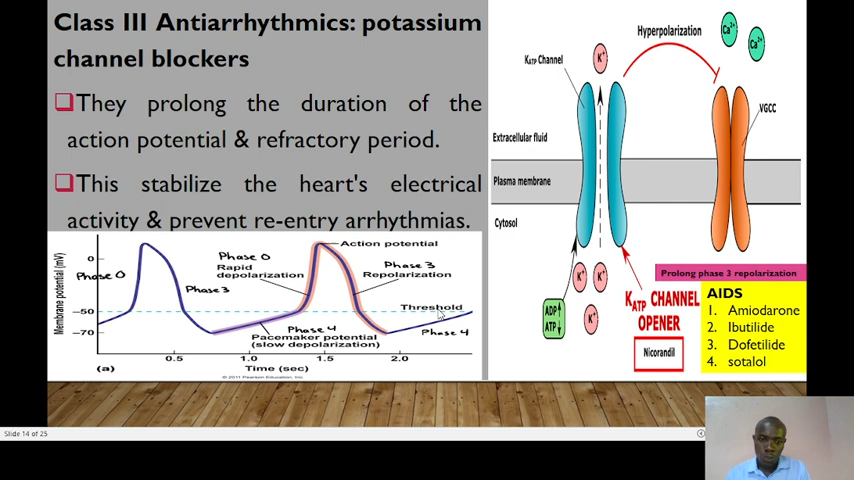 Class III Antiarrhythmics: potassium
channel blockers
They prolong the duration of the
action potential & refractory period.
This stabilize the heart's electrical
activity & prevent re-entry arrhythmias.
Membrane potential (mV)
0
−50
−70
Phase 0
Phase 3
Phase 0
Rapid
depolarization
Action potential
Phase 3
Repolarization
Threshold
Phase 4
Pacemaker potential
(slow depolarization)
Phase 4
0.5
1.0
1.5
2.0
(a)
Time (sec)
© 2011 Pearson Education, Inc.
Hyperpolarization
Ca2+
Ca2+
K+
KATP Channel
VGCC
Extracellular fluid
Plasma membrane
Cytosol
K+
K+
K+
ADP
ATP
KATP CHANNEL
OPENER
Nicorandil
Prolong phase 3 repolarization
AIDS
1. Amiodarone
2. Ibutilide
3. Dofetilide
4. sotalol
Slide 14 of 25